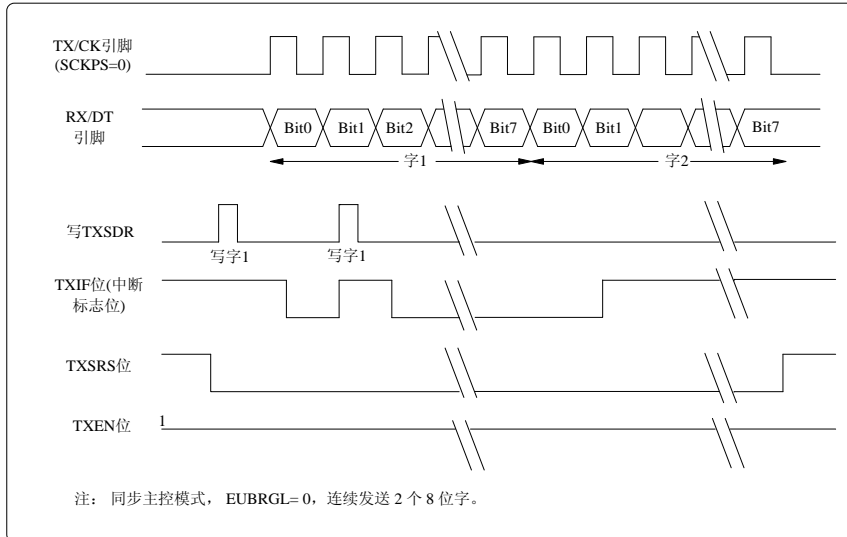 TX/CK引脚
(SCKPS=0)
RX/DT
引脚
Bit0 Bit1 Bit2 Bit7 Bit0 Bit1 Bit7
字1 字2
写TXSDR
写字1 写字1
TXIF位(中断
标志位)
TXSRS位
TXEN位 1
注： 同步主控模式， EUBRGL= 0，连续发送 2 个 8 位字。